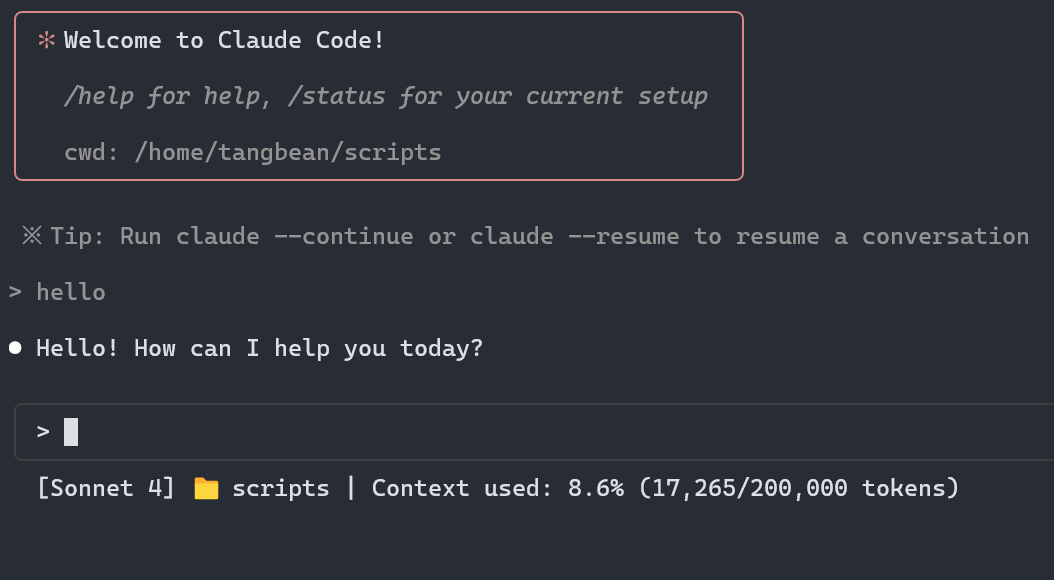 ✻ Welcome to Claude Code!
/help for help, /status for your current setup
cwd: /home/tangbean/scripts
※ Tip: Run claude --continue or claude --resume to resume a conversation
> hello
● Hello! How can I help you today?
>
[Sonnet 4] 📁 scripts | Context used: 8.6% (17,265/200,000 tokens)